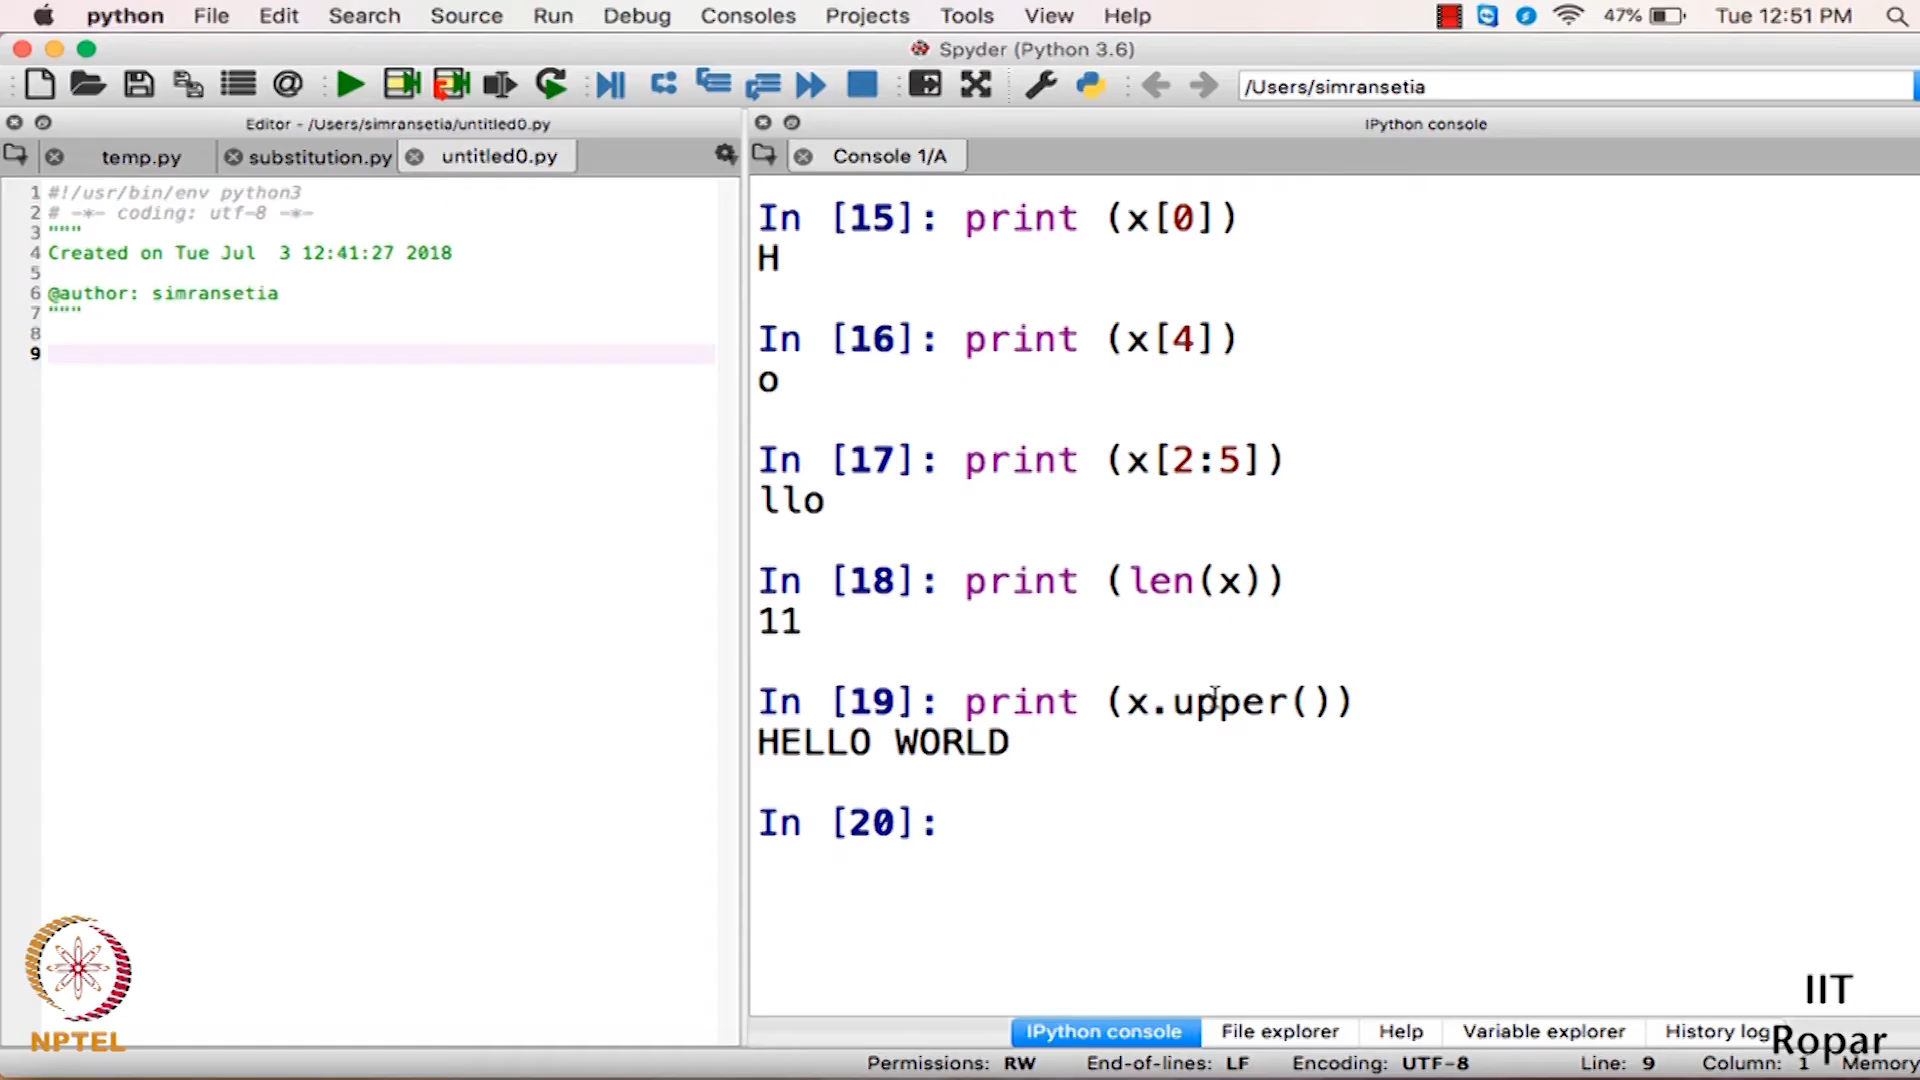 python File Edit Search Source Run Debug Consoles Projects Tools View Help 47% Tue 12:51 PM
Spyder (Python 3.6)
/Users/simransetia
Editor - /Users/simransetia/untitled0.py
temp.py substitution.py untitled0.py
1 #!/usr/bin/env python3
2 # -*- coding: utf-8 -*-
3 """
4 Created on Tue Jul  3 12:41:27 2018
5
6 @author: simransetia
7 """
8
9
IPython console
Console 1/A
In [15]: print (x[0])
H
In [16]: print (x[4])
o
In [17]: print (x[2:5])
llo
In [18]: print (len(x))
11
In [19]: print (x.upper())
HELLO WORLD
In [20]:
NPTEL
IIT
Ropar
IPython console File explorer Help Variable explorer History log
Permissions: RW End-of-lines: LF Encoding: UTF-8 Line: 9 Column: 1 Memory